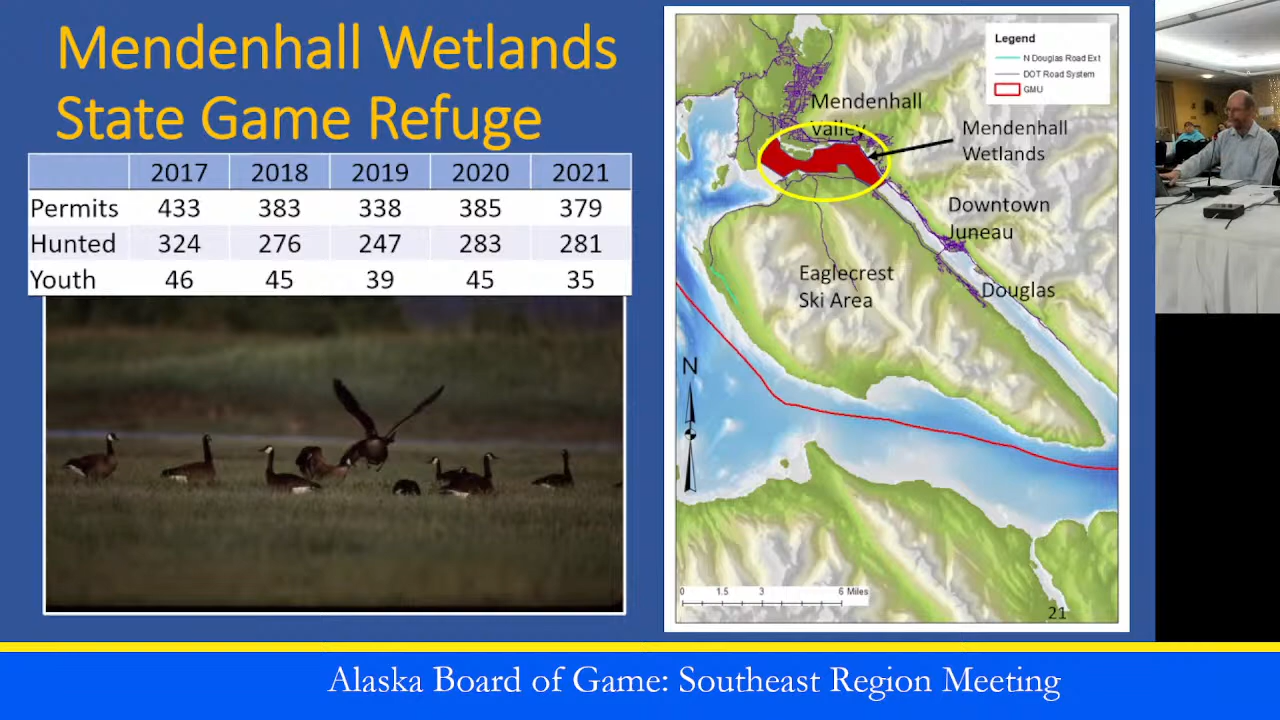 Mendenhall Wetlands
State Game Refuge
2017 2018 2019 2020 2021
Permits 433 383 338 385 379
Hunted 324 276 247 283 281
Youth 46 45 39 45 35
Legend
N Douglas Road Ext
DOT Road System
GMU
Mendenhall
Valley
Mendenhall
Wetlands
Downtown
Juneau
Eaglecrest
Ski Area
Douglas
N
0 1.5 3 6 Miles
21
Alaska Board of Game: Southeast Region Meeting